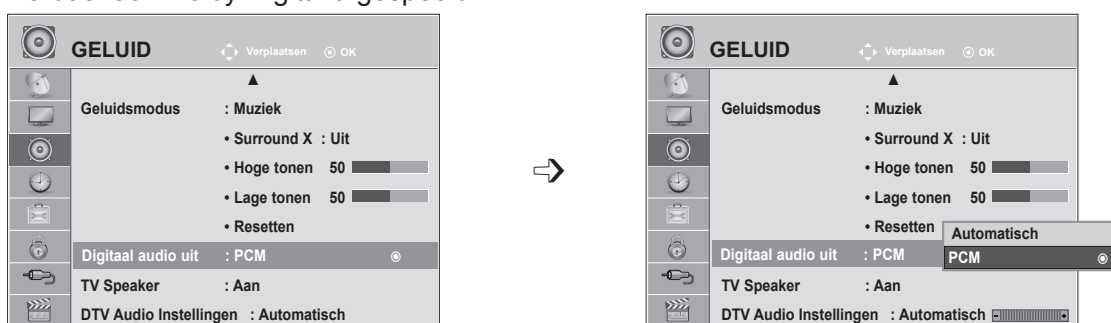 GELUID Verplaatsen OK
Geluidsmodus : Muziek
• Surround X : Uit
• Hoge tonen 50
• Lage tonen 50
• Resetten
Digitaal audio uit : PCM
TV Speaker : Aan
DTV Audio Instellingen : Automatisch
GELUID Verplaatsen OK
Geluidsmodus : Muziek
• Surround X : Uit
• Hoge tonen 50
• Lage tonen 50
• Resetten
Automatisch
Digitaal audio uit : PCM
PCM
TV Speaker : Aan
DTV Audio Instellingen : Automatisch